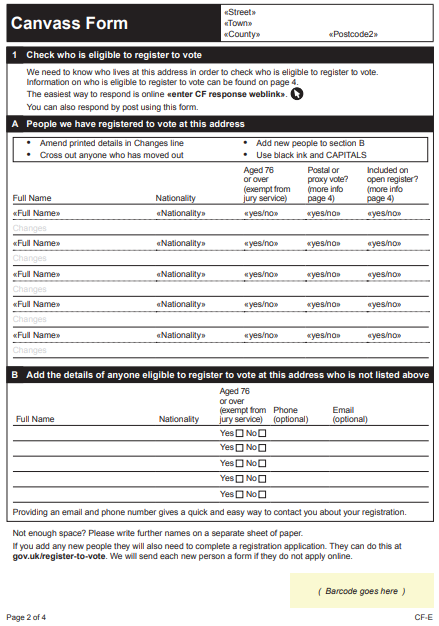 Canvass Form
«Street»
«Town»
«County» «Postcode2»
1 Check who is eligible to register to vote
We need to know who lives at this address in order to check who is eligible to register to vote.
Information on who is eligible to register to vote can be found on page 4.
The easiest way to respond is online «enter CF response weblink».
You can also respond by post using this form.
A People we have registered to vote at this address
• Amend printed details in Changes line • Add new people to section B
• Cross out anyone who has moved out • Use black ink and CAPITALS
Aged 76 Postal or Included on
or over proxy vote? open register?
(exempt from (more info (more info
Full Name Nationality jury service) page 4) page 4)
«Full Name» «Nationality» «yes/no» «yes/no» «yes/no»
Changes
«Full Name» «Nationality» «yes/no» «yes/no» «yes/no»
Changes
«Full Name» «Nationality» «yes/no» «yes/no» «yes/no»
Changes
«Full Name» «Nationality» «yes/no» «yes/no» «yes/no»
Changes
«Full Name» «Nationality» «yes/no» «yes/no» «yes/no»
Changes
B Add the details of anyone eligible to register to vote at this address who is not listed above
Aged 76
or over
(exempt from Phone Email
Full Name Nationality jury service) (optional) (optional)
Yes No
Yes No
Yes No
Yes No
Yes No
Providing an email and phone number gives a quick and easy way to contact you about your registration.
Not enough space? Please write further names on a separate sheet of paper.
If you add any new people they will also need to complete a registration application. They can do this at
gov.uk/register-to-vote. We will send each new person a form if they do not apply online.
( Barcode goes here )
Page 2 of 4 CF-E